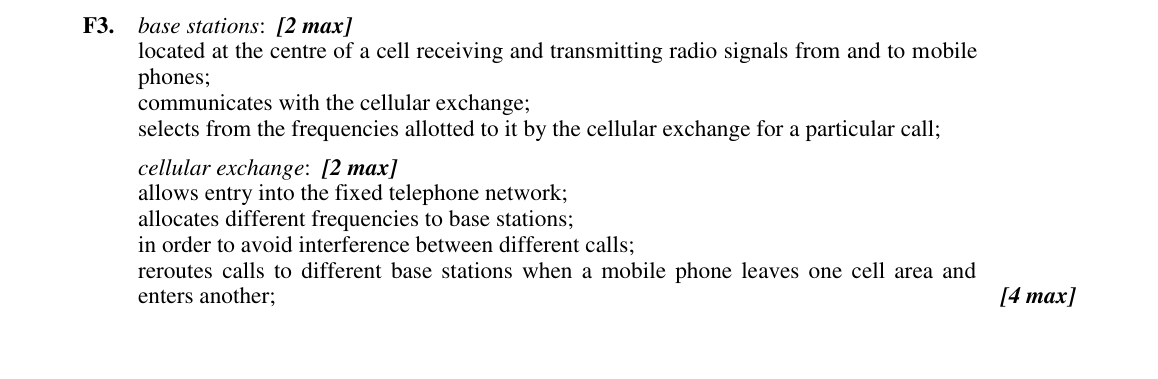 F3. base stations: [2 max]
located at the centre of a cell receiving and transmitting radio signals from and to mobile
phones;
communicates with the cellular exchange;
selects from the frequencies allotted to it by the cellular exchange for a particular call;
cellular exchange: [2 max]
allows entry into the fixed telephone network;
allocates different frequencies to base stations;
in order to avoid interference between different calls;
reroutes calls to different base stations when a mobile phone leaves one cell area and
enters another; [4 max]